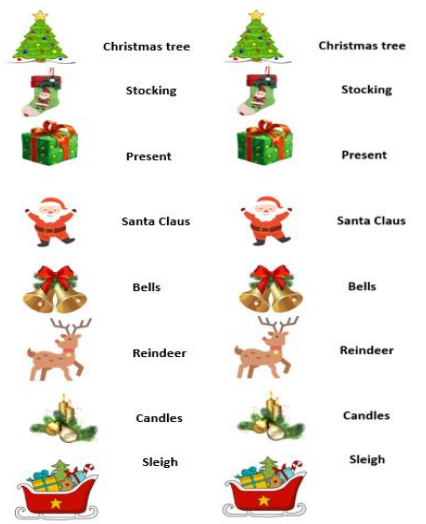 Christmas tree
Stocking
Present
Santa Claus
Bells
Reindeer
Candles
Sleigh
Christmas tree
Stocking
Present
Santa Claus
Bells
Reindeer
Candles
Sleigh